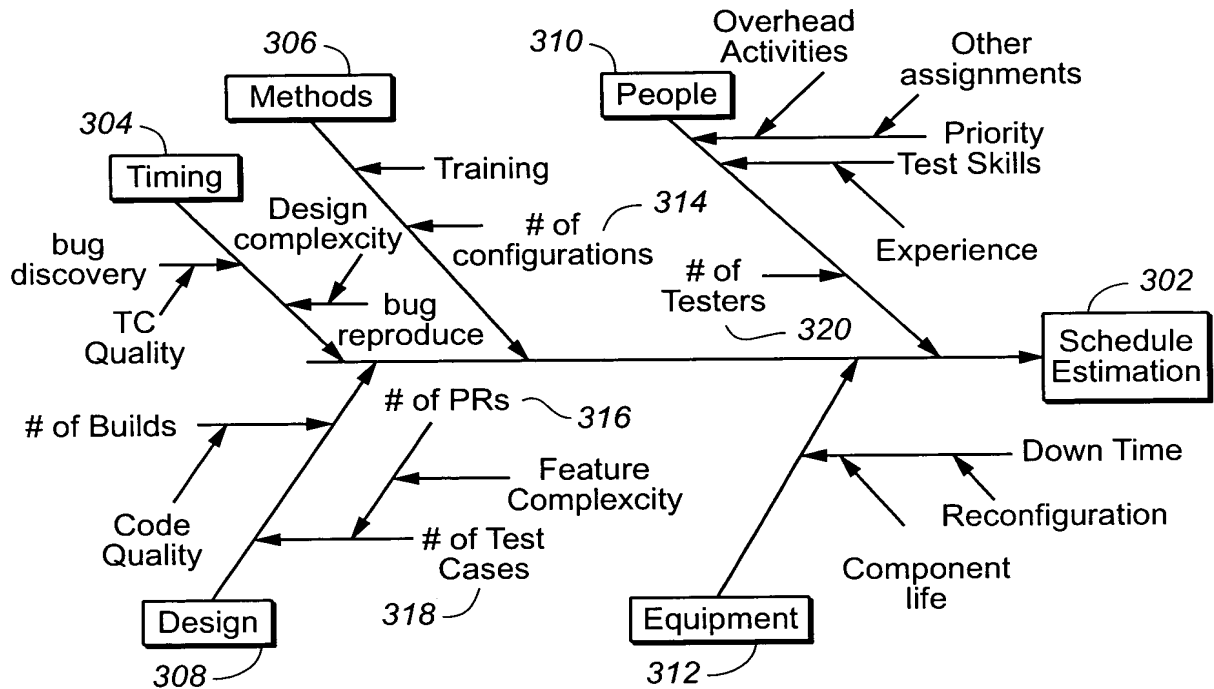 306
Methods
304
Timing
310
People
Overhead
Activities
Other
assignments
Priority
Test Skills
Experience
Training
# of
configurations
314
Design
complexcity
bug
discovery
TC
Quality
bug
reproduce
# of
Testers
320
302
Schedule
Estimation
# of Builds
Code
Quality
# of PRs
316
Feature
Complexcity
# of Test
Cases
318
Design
308
Down Time
Reconfiguration
Component
life
Equipment
312